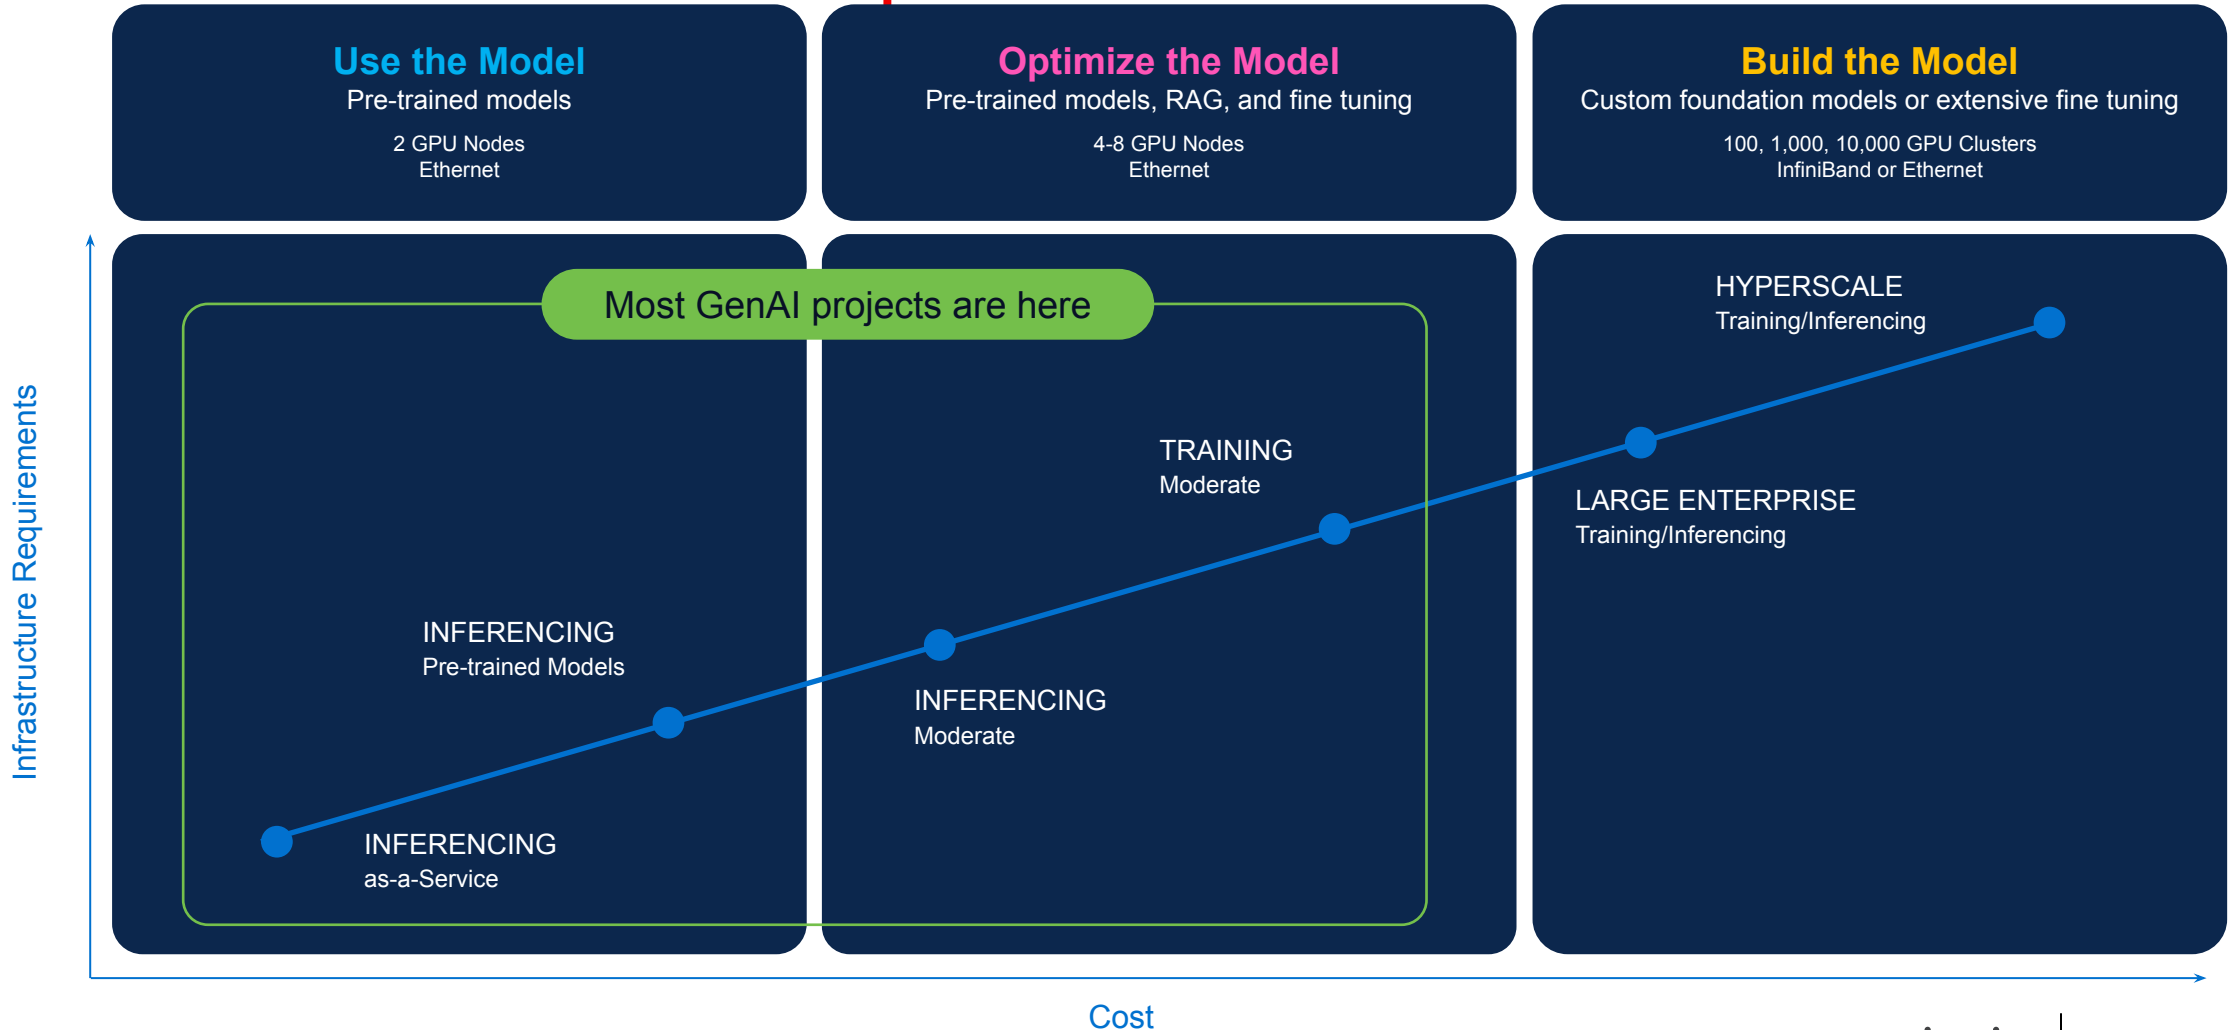 Use the Model
Pre-trained models
2 GPU Nodes
Ethernet
Optimize the Model
Pre-trained models, RAG, and fine tuning
4-8 GPU Nodes
Ethernet
Build the Model
Custom foundation models or extensive fine tuning
100, 1,000, 10,000 GPU Clusters
InfiniBand or Ethernet
Most GenAI projects are here
HYPERSCALE
Training/Inferencing
TRAINING
Moderate
LARGE ENTERPRISE
Training/Inferencing
INFERENCING
Pre-trained Models
INFERENCING
Moderate
INFERENCING
as-a-Service
Infrastructure Requirements
Cost